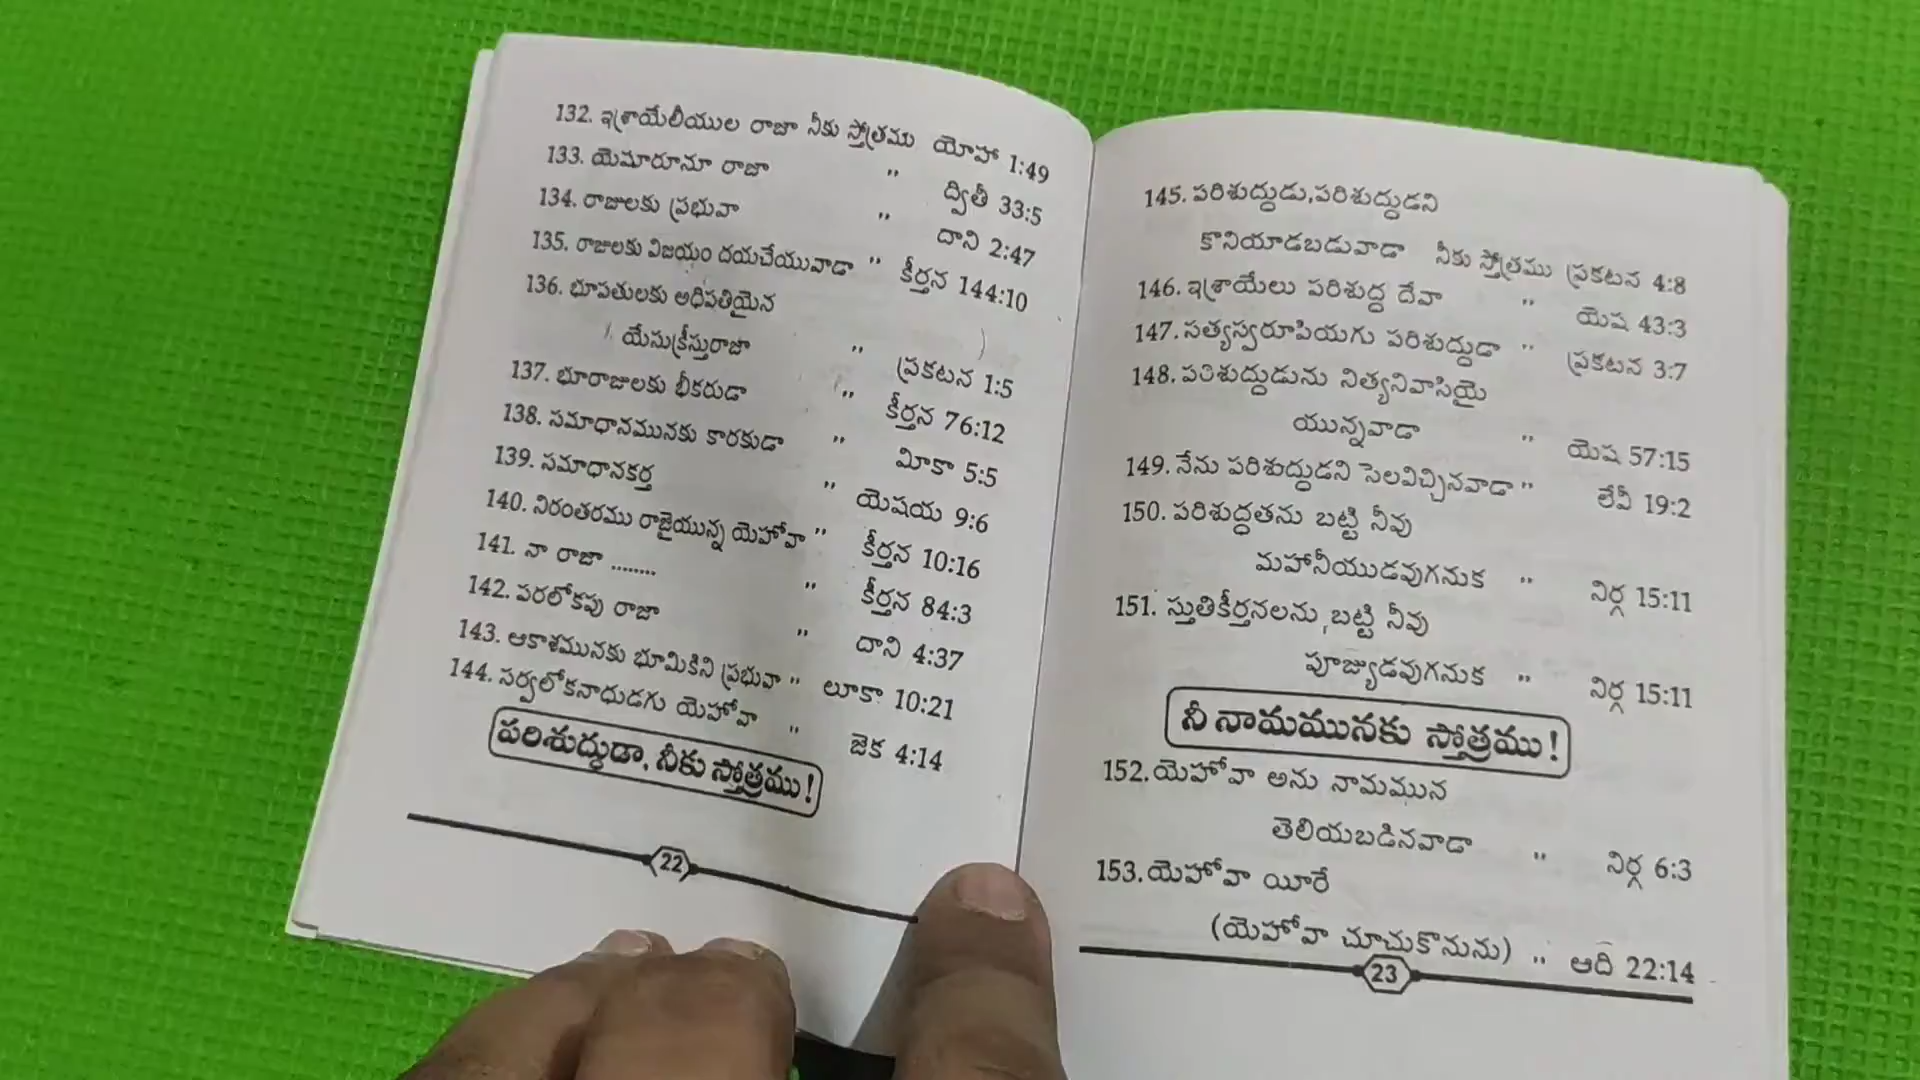 132. ఇశ్రాయేలీయుల రాజా నీకు స్తోత్రము యోహా 1:49
133. యెషూరూనూ రాజా " ద్వితీ 33:5
134. రాజులకు ప్రభువా " దాని 2:47
135. రాజులకు విజయం దయచేయువాడా " కీర్తన 144:10
136. భూపతులకు అధిపతియైన
యేసుక్రీస్తురాజా " ప్రకటన 1:5
137. భూరాజులకు భీకరుడా " కీర్తన 76:12
138. సమాధానమునకు కారకుడా " మీకా 5:5
139. సమాధానకర్త " యెషయ 9:6
140. నిరంతరము రాజైయున్న యెహోవా " కీర్తన 10:16
141. నా రాజా ........ " కీర్తన 84:3
142. పరలోకపు రాజా " దాని 4:37
143. ఆకాశమునకు భూమికిని ప్రభువా " లూకా 10:21
144. సర్వలోకనాధుడగు యెహోవా " జెక 4:14
పరిశుద్ధుడా, నీకు స్తోత్రము!
22
145. పరిశుద్ధుడు,పరిశుద్ధుడని
కొనియాడబడువాడా నీకు స్తోత్రము ప్రకటన 4:8
146. ఇశ్రాయేలు పరిశుద్ధ దేవా " యెష 43:3
147. సత్యస్వరూపియగు పరిశుద్ధుడా " ప్రకటన 3:7
148. పరిశుద్ధుడును నిత్యనివాసియై
యున్నవాడా " యెష 57:15
149. నేను పరిశుద్ధుడని సెలవిచ్చినవాడా " లేవీ 19:2
150. పరిశుద్ధతను బట్టి నీవు
మహానీయుడవుగనుక " నిర్గ 15:11
151. స్తుతికీర్తనలను బట్టి నీవు
పూజ్యుడవుగనుక " నిర్గ 15:11
నీ నామమునకు స్తోత్రము!
152. యెహోవా అను నామమున
తెలియబడినవాడా " నిర్గ 6:3
153. యెహోవా యీరే
(యెహోవా చూచుకొనును) " ఆది 22:14
23